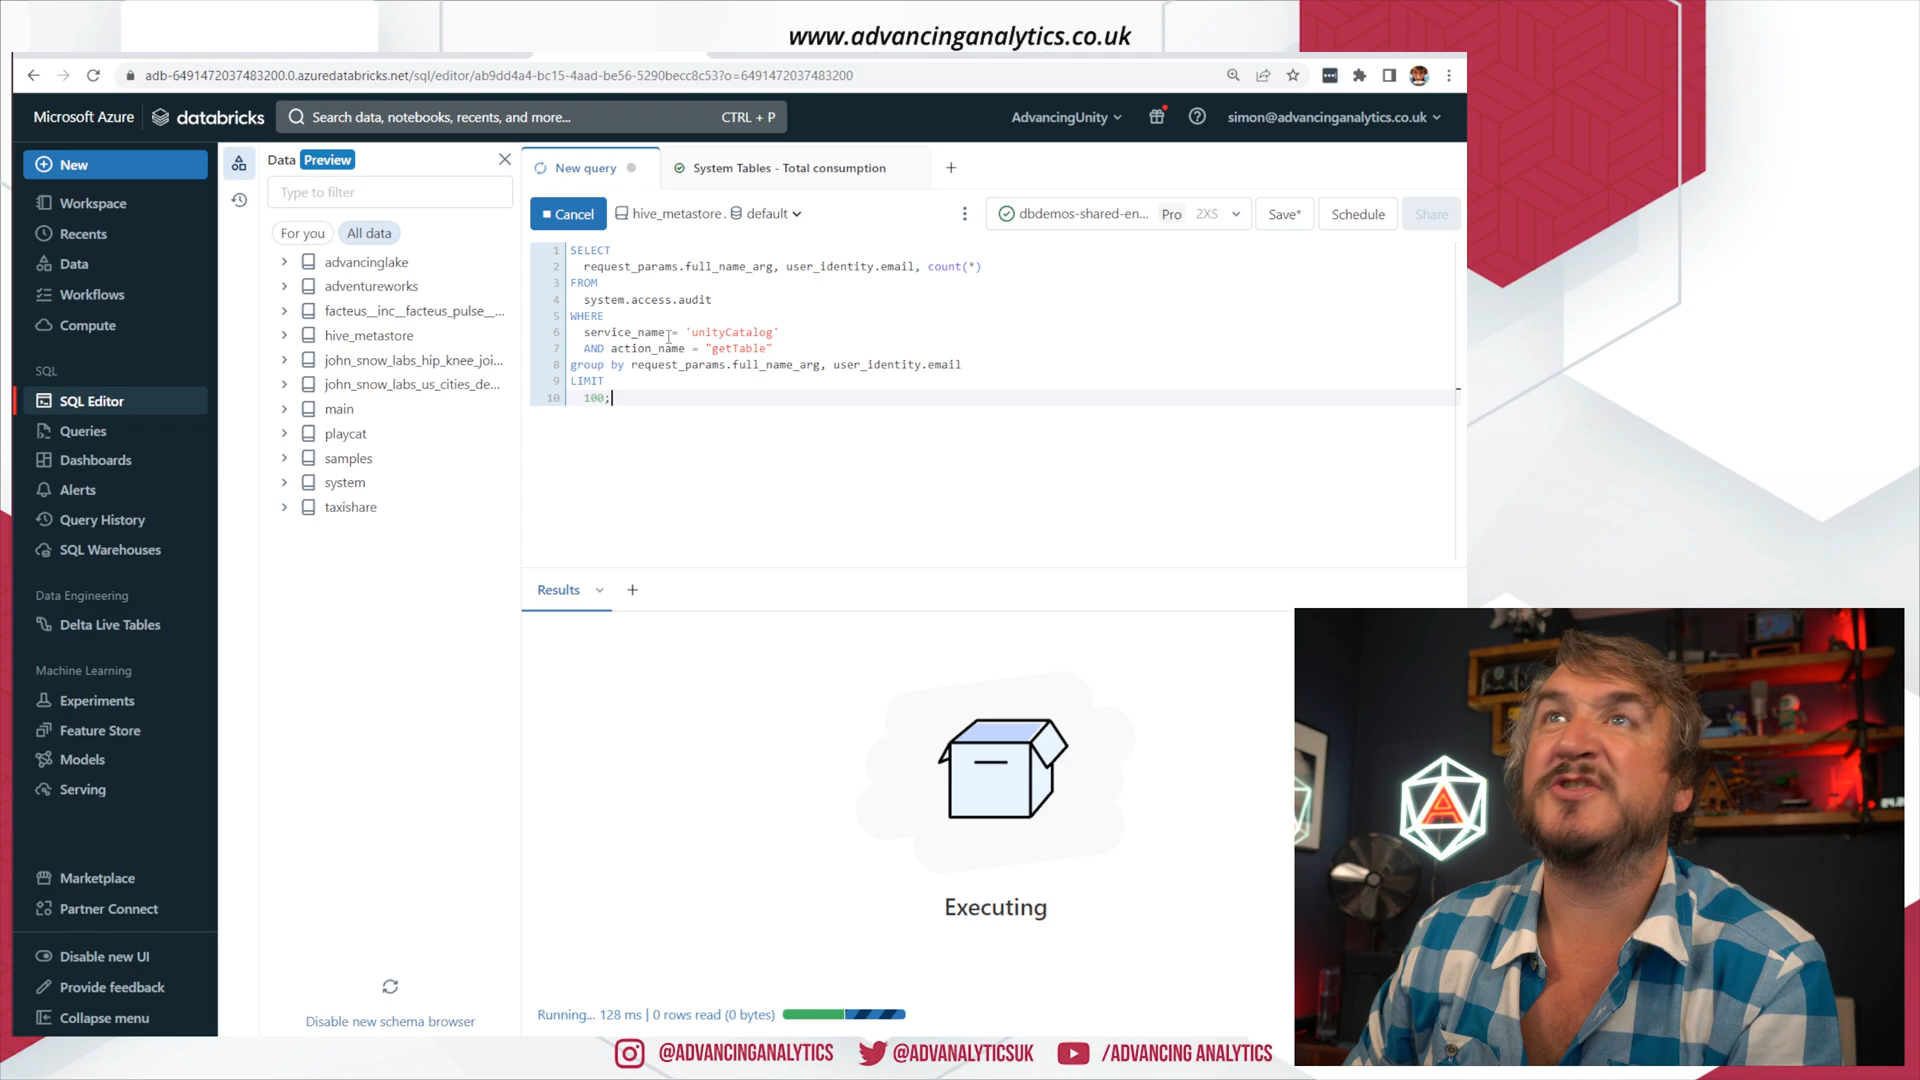 www.advancinganalytics.co.uk
adb-6491472037483200.0.azuredatabricks.net/sql/editor/ab9dd4a4-bc15-4aad-be56-5290becc8c53?o=6491472037483200
Microsoft Azure databricks Search data, notebooks, recents, and more... CTRL + P AdvancingUnity simon@advancinganalytics.co.uk
New
Workspace
Recents
Data
Workflows
Compute
SQL
SQL Editor
Queries
Dashboards
Alerts
Query History
SQL Warehouses
Data Engineering
Delta Live Tables
Machine Learning
Experiments
Feature Store
Models
Serving
Marketplace
Partner Connect
Disable new UI
Provide feedback
Collapse menu
Data Preview
Type to filter
For you All data
advancinglake
adventureworks
facteus__inc__facteus_pulse__...
hive_metastore
john_snow_labs_hip_knee_joi...
john_snow_labs_us_cities_de...
main
playcat
samples
system
taxishare
Disable new schema browser
New query System Tables - Total consumption
Cancel hive_metastore. default dbdemos-shared-en... Pro 2XS Save* Schedule Share
1 SELECT
2 request_params.full_name_arg, user_identity.email, count(*)
3 FROM
4 system.access.audit
5 WHERE
6 service_name = 'unityCatalog'
7 AND action_name = "getTable"
8 group by request_params.full_name_arg, user_identity.email
9 LIMIT
10 100;
Results
Executing
Running... 128 ms | 0 rows read (0 bytes)
A
@ADVANCINGANALYTICS @ADVANALYTICSUK /ADVANCING ANALYTICS